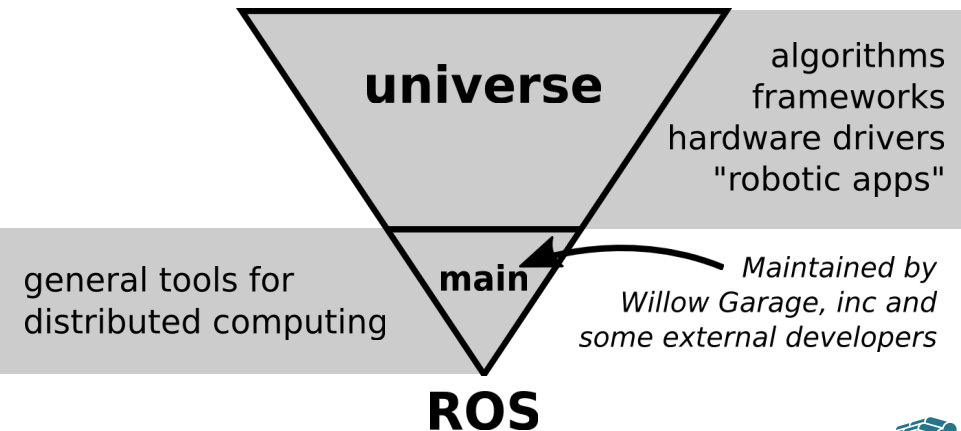 universe
algorithms
frameworks
hardware drivers
"robotic apps"
general tools for
distributed computing
main
Maintained by
Willow Garage, inc and
some external developers
ROS